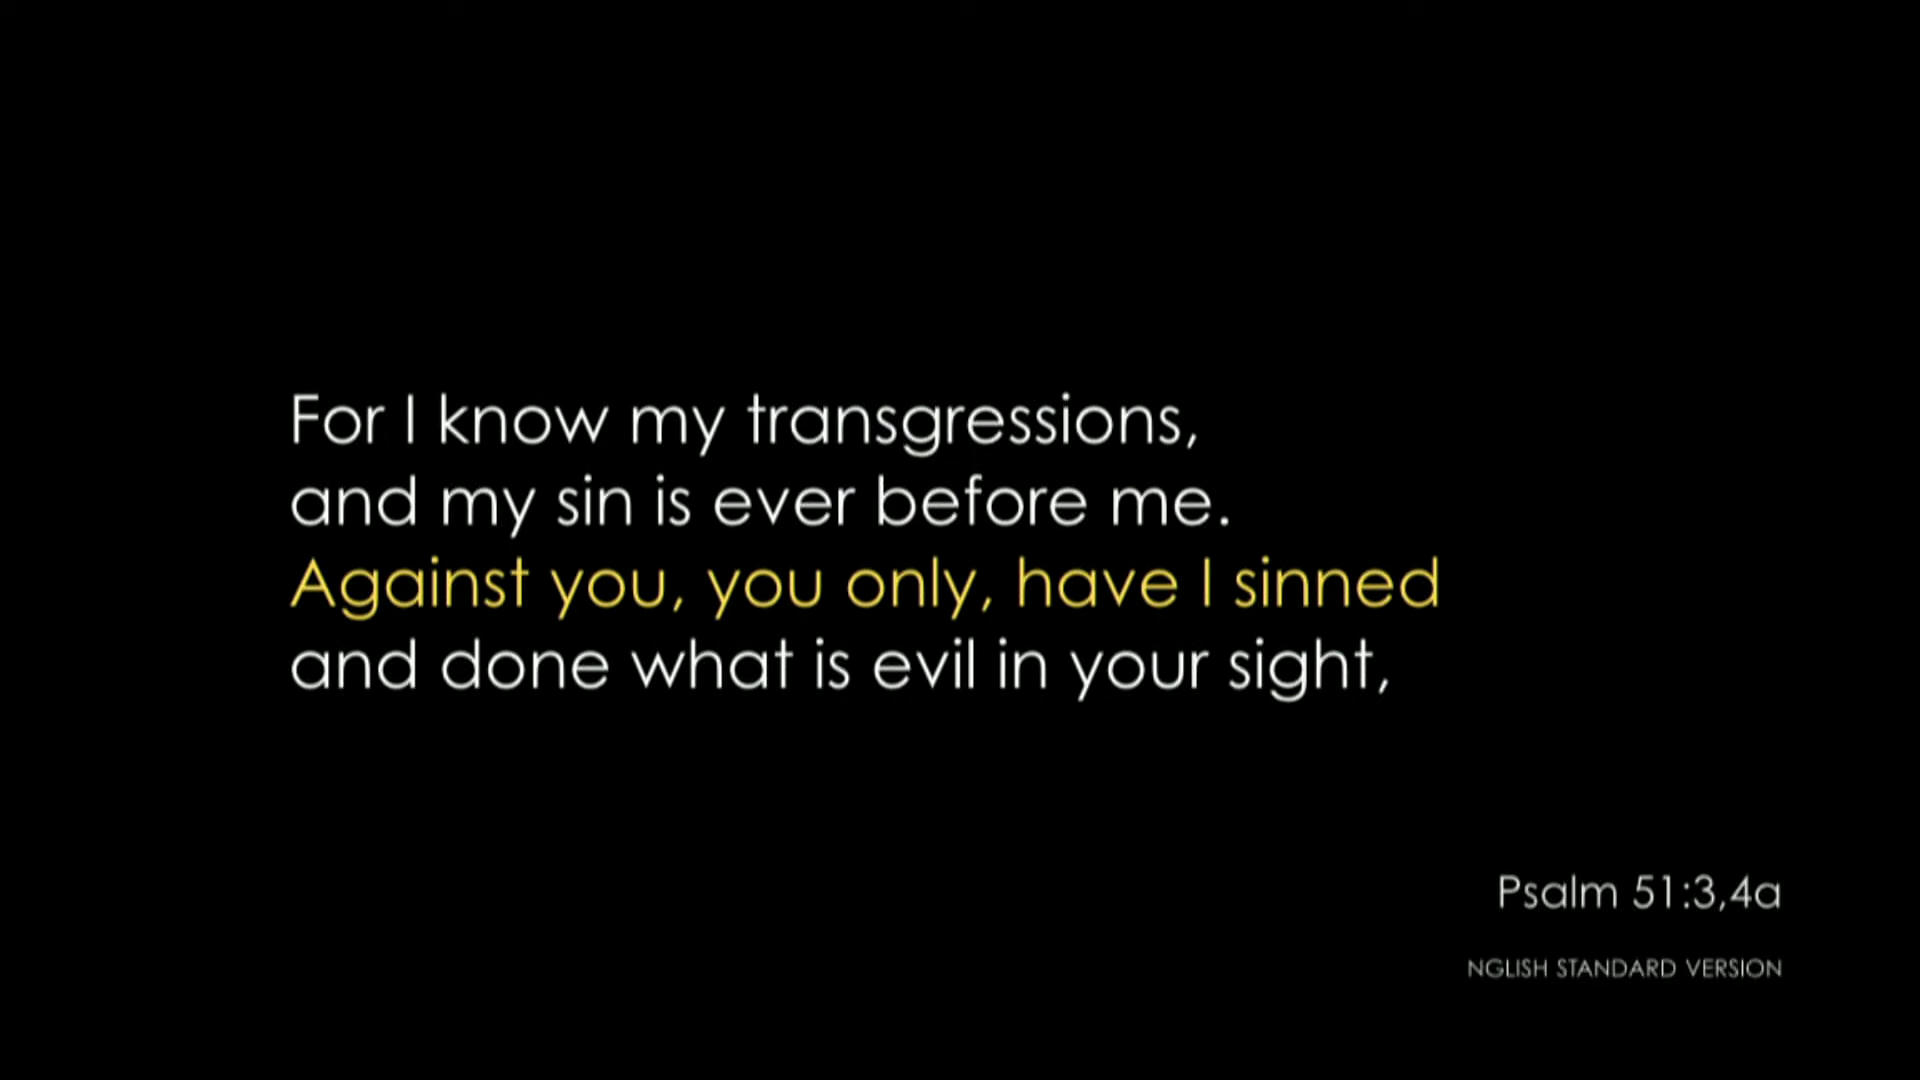 For I know my transgressions,
and my sin is ever before me.
Against you, you only, have I sinned
and done what is evil in your sight,
Psalm 51:3,4a
NGLISH STANDARD VERSION